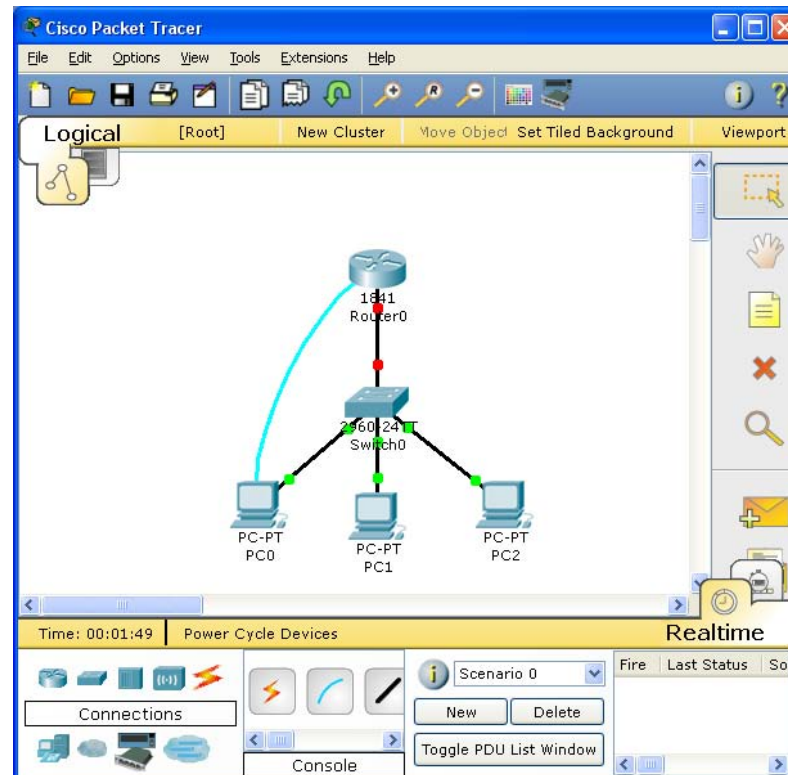 Cisco Packet Tracer
File Edit Options View Tools Extensions Help
Logical [Root] New Cluster Move Object Set Tiled Background Viewport
1841
Router0
2960-24TT
Switch0
PC-PT
PC0
PC-PT
PC1
PC-PT
PC2
Time: 00:01:49 Power Cycle Devices Realtime
Scenario 0
Fire Last Status So
Connections
New Delete
Toggle PDU List Window
Console